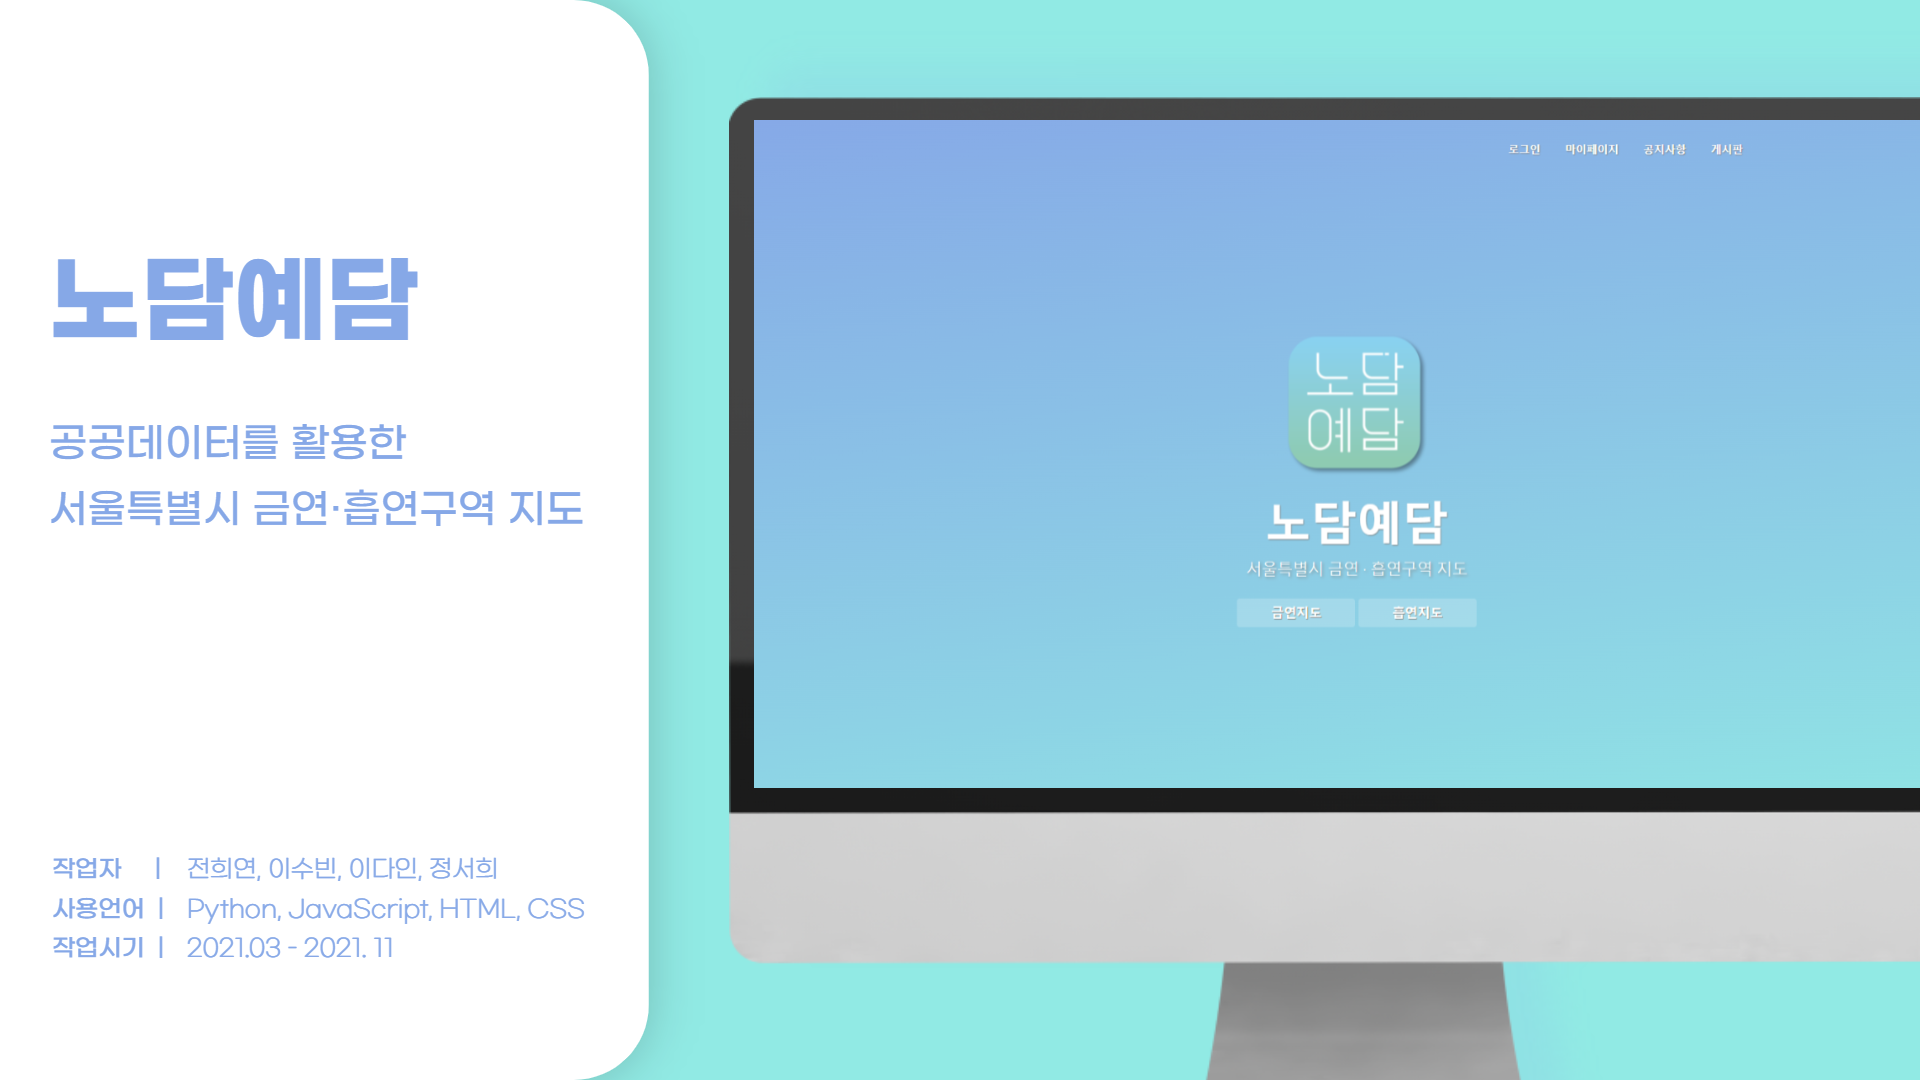 노담예담
공공데이터를 활용한
서울특별시 금연·흡연구역 지도
작업자 | 전희연, 이수빈, 이다인, 정서희
사용언어 | Python, JavaScript, HTML, CSS
작업시기 | 2021.03 - 2021. 11
로그인 마이페이지 공지사항 게시판
노담
예담
노담예담
서울특별시 금연 · 흡연구역 지도
금연지도 흡연지도